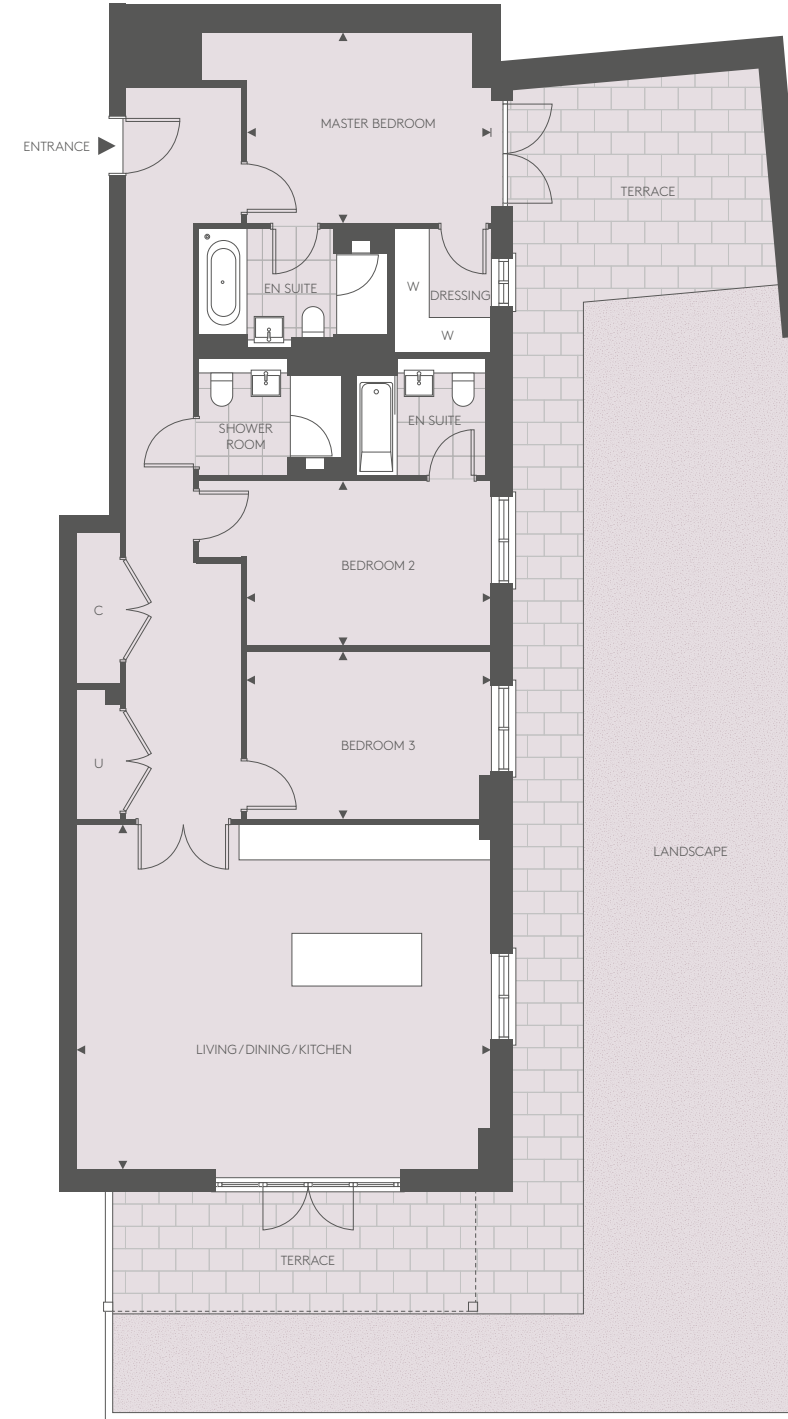 MASTER BEDROOM
ENTRANCE
TERRACE
EN SUITE
W
DRESSING
W
EN SUITE
SHOWER
ROOM
BEDROOM 2
C
BEDROOM 3
U
LANDSCAPE
LIVING / DINING / KITCHEN
TERRACE